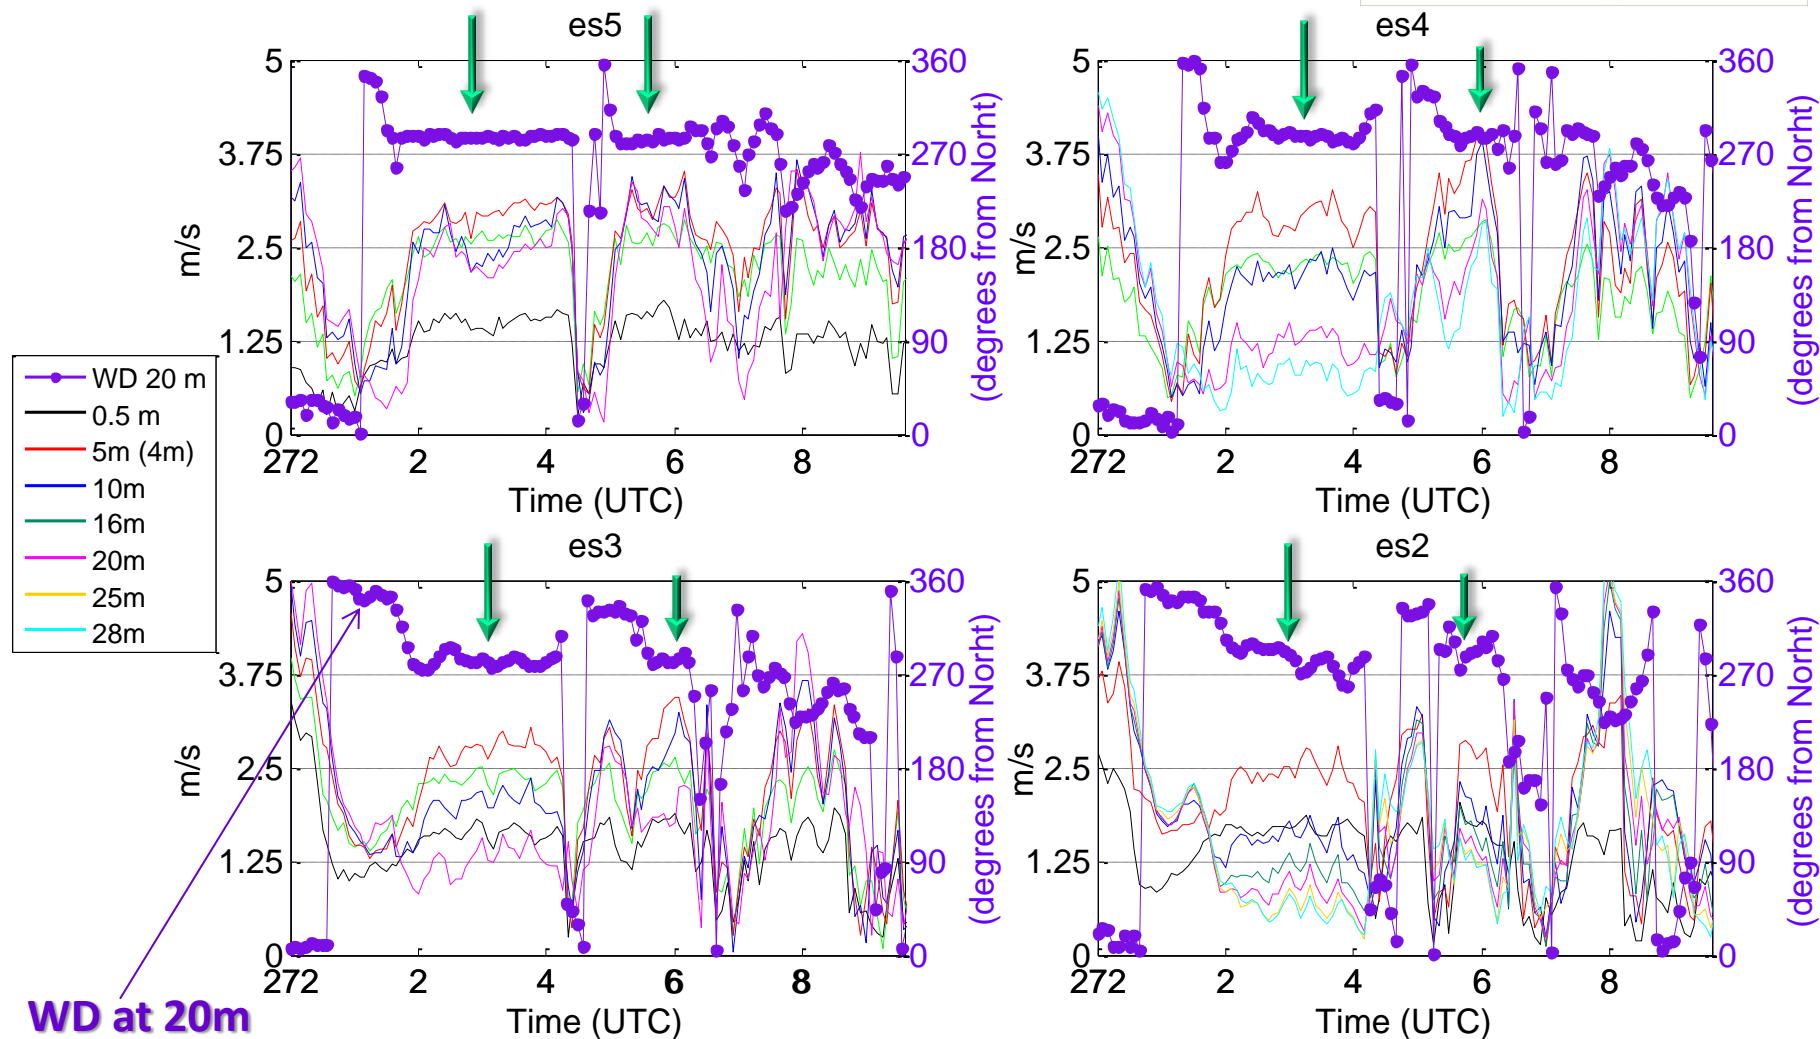 es5
5
3.75
2.5
1.25
0
m/s
360
270
180
90
0
(degrees from Norht)
272
2
4
6
8
Time (UTC)
es4
5
3.75
2.5
1.25
0
m/s
360
270
180
90
0
(degrees from Norht)
272
2
4
6
8
Time (UTC)
WD 20 m
0.5 m
5m (4m)
10m
16m
20m
25m
28m
es3
5
3.75
2.5
1.25
0
m/s
360
270
180
90
0
(degrees from Norht)
272
2
4
6
8
Time (UTC)
es2
5
3.75
2.5
1.25
0
m/s
360
270
180
90
0
(degrees from Norht)
272
2
4
6
8
Time (UTC)
WD at 20m